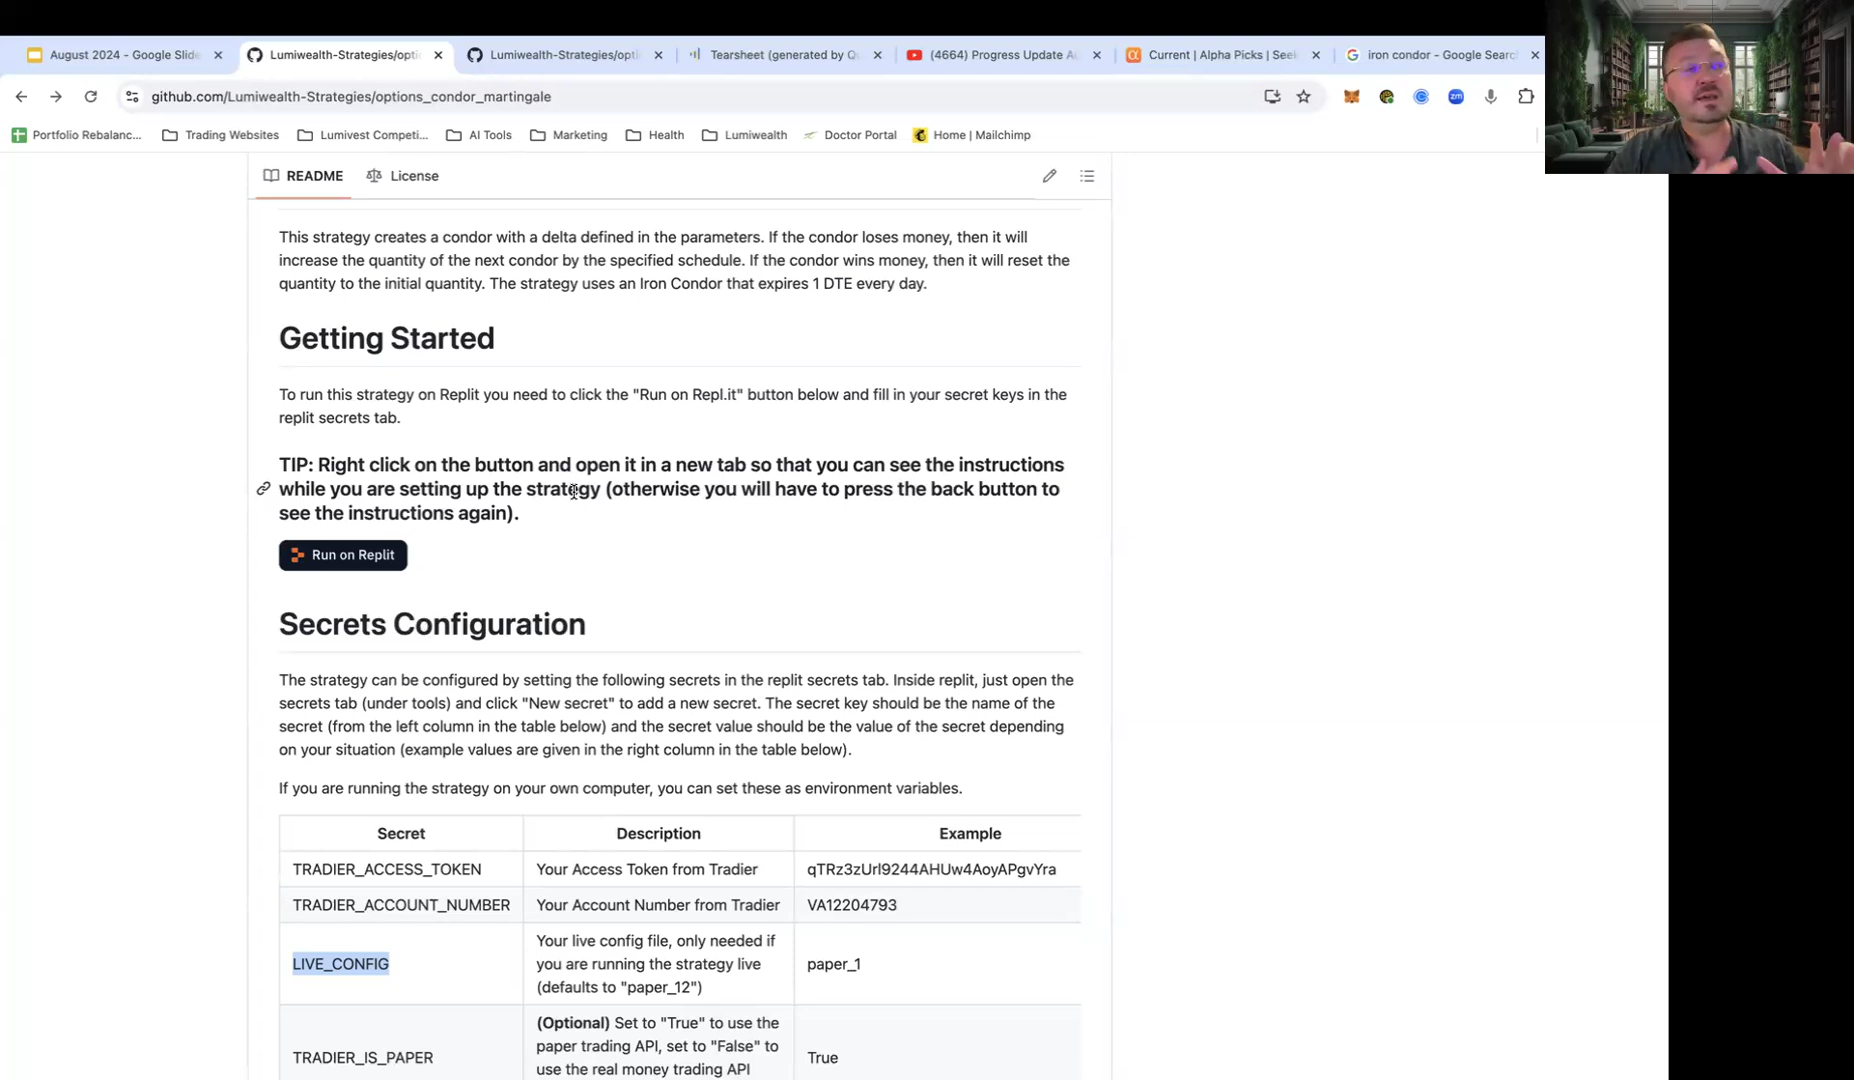 August 2024 - Google Slide
Lumiwealth-Strategies/optio
Lumiwealth-Strategies/opti
Tearsheet (generated by Q
(4664) Progress Update A
Current | Alpha Picks | Seek
iron condor - Google Searc
github.com/Lumiwealth-Strategies/options_condor_martingale
zm
Portfolio Rebalanc...
Trading Websites
Lumivest Competi...
AI Tools
Marketing
Health
Lumiwealth
Doctor Portal
Home | Mailchimp
README
License
This strategy creates a condor with a delta defined in the parameters. If the condor loses money, then it will
increase the quantity of the next condor by the specified schedule. If the condor wins money, then it will reset the
quantity to the initial quantity. The strategy uses an Iron Condor that expires 1 DTE every day.
Getting Started
To run this strategy on Replit you need to click the "Run on Repl.it" button below and fill in your secret keys in the
replit secrets tab.
TIP: Right click on the button and open it in a new tab so that you can see the instructions
while you are setting up the strategy (otherwise you will have to press the back button to
see the instructions again).
Run on Replit
Secrets Configuration
The strategy can be configured by setting the following secrets in the replit secrets tab. Inside replit, just open the
secrets tab (under tools) and click "New secret" to add a new secret. The secret key should be the name of the
secret (from the left column in the table below) and the secret value should be the value of the secret depending
on your situation (example values are given in the right column in the table below).
If you are running the strategy on your own computer, you can set these as environment variables.
Secret
Description
Example
TRADIER_ACCESS_TOKEN
Your Access Token from Tradier
qTRz3zUrl9244AHUw4AoyAPgvYra
TRADIER_ACCOUNT_NUMBER
Your Account Number from Tradier
VA12204793
LIVE_CONFIG
Your live config file, only needed if
you are running the strategy live
(defaults to "paper_12")
paper_1
TRADIER_IS_PAPER
(Optional) Set to "True" to use the
paper trading API, set to "False" to
use the real money trading API
True